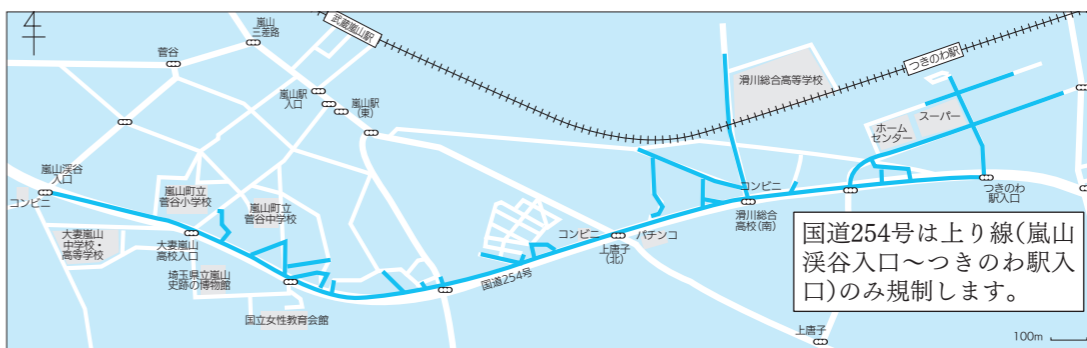 嵐山
三差路
武蔵嵐山駅
菅谷
つきのわ駅
滑川総合高等学校
嵐山駅
入口
嵐山駅
(東)
スーパー
ホーム
センター
嵐山渓谷
入口
コンビニ
嵐山町立
菅谷小学校
嵐山町立
菅谷中学校
コンビニ
滑川総合
高校(南)
つきのわ
駅入口
大妻嵐山
中学校・
高等学校
大妻嵐山
高校入口
埼玉県立嵐山
史跡の博物館
国立女性教育会館
国道254号
コンビニ
上唐子
(北)
パチンコ
国道254号は上り線(嵐山
渓谷入口～つきのわ駅入
口)のみ規制します。
上唐子
100m